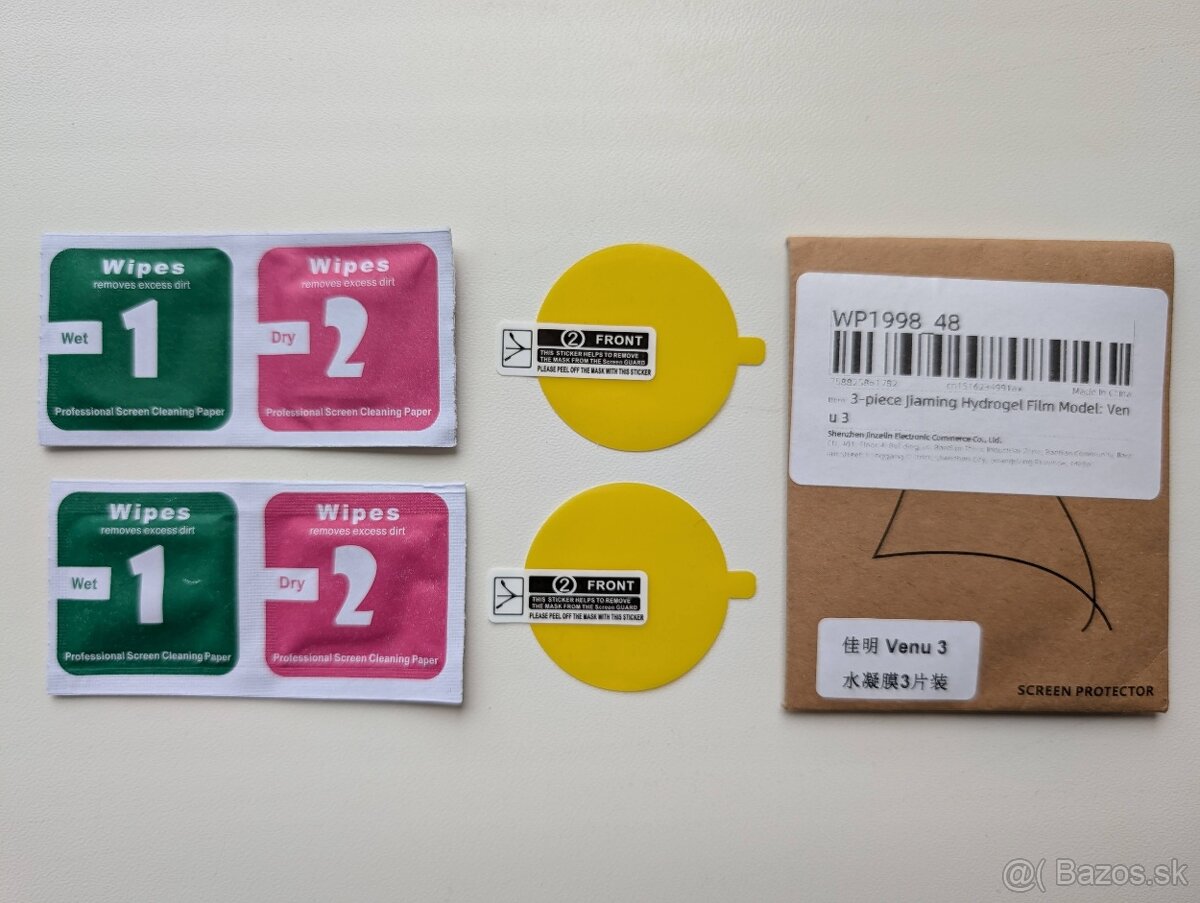 Wipes
removes excess dirt
1
Wet
Professional Screen Cleaning Paper
Wipes
removes excess dirt
2
Dry
Professional Screen Cleaning Paper
Wipes
removes excess dirt
1
Wet
Professional Screen Cleaning Paper
Wipes
removes excess dirt
2
Dry
Professional Screen Cleaning Paper
2 FRONT
THIS STICKER HELPS TO REMOVE
THE MASK FROM THE Screen GUARD
PLEASE PEEL OFF THE MASK WITH THIS STICKER
2 FRONT
THIS STICKER HELPS TO REMOVE
THE MASK FROM THE Screen GUARD
PLEASE PEEL OFF THE MASK WITH THIS STICKER
WP1998 48
Made in China
Item: 3-piece Jiaming Hydrogel Film Model: Ven
u 3
Shenzhen Jinzelin Electronic Commerce Co., Ltd.
佳明 Venu 3
水凝膜3片装
SCREEN PROTECTOR
@( Bazos.sk